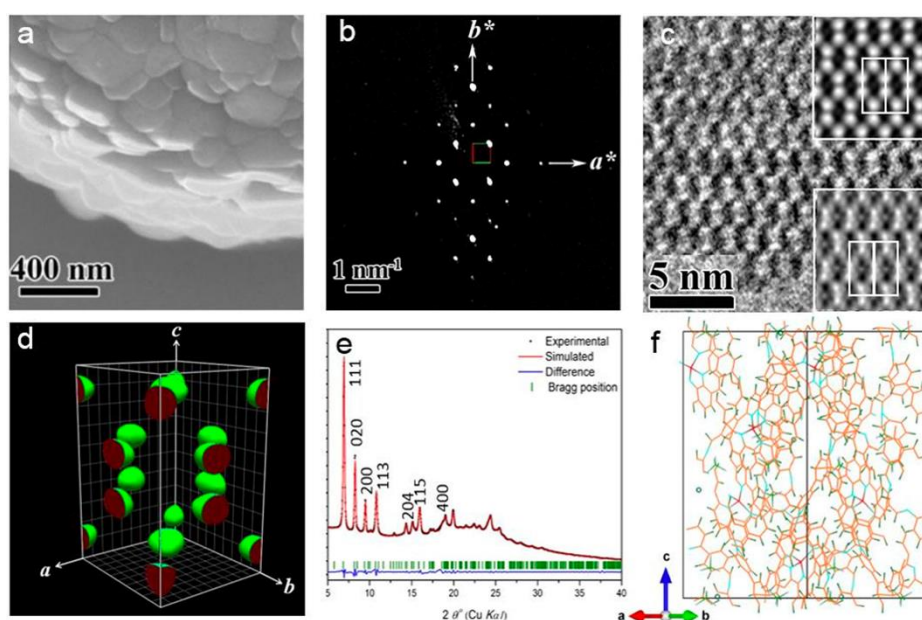 a
400 nm
b
b*
a*
1 nm⁻¹
c
5 nm
d
c
a
b
e
Experimental
Simulated
Difference
Bragg position
111
020
200
113
204
115
400
5 10 15 20 25 30 35 40
2 θ° (Cu Kα1)
f
c
a b